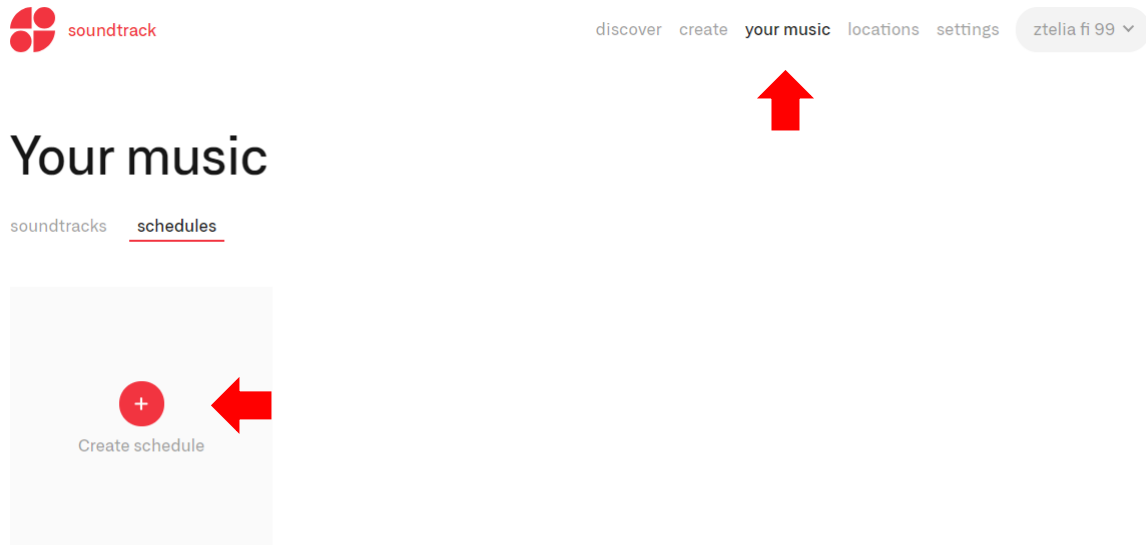 soundtrack discover create your music locations settings ztelia fi 99
Your music
soundtracks schedules
+
Create schedule